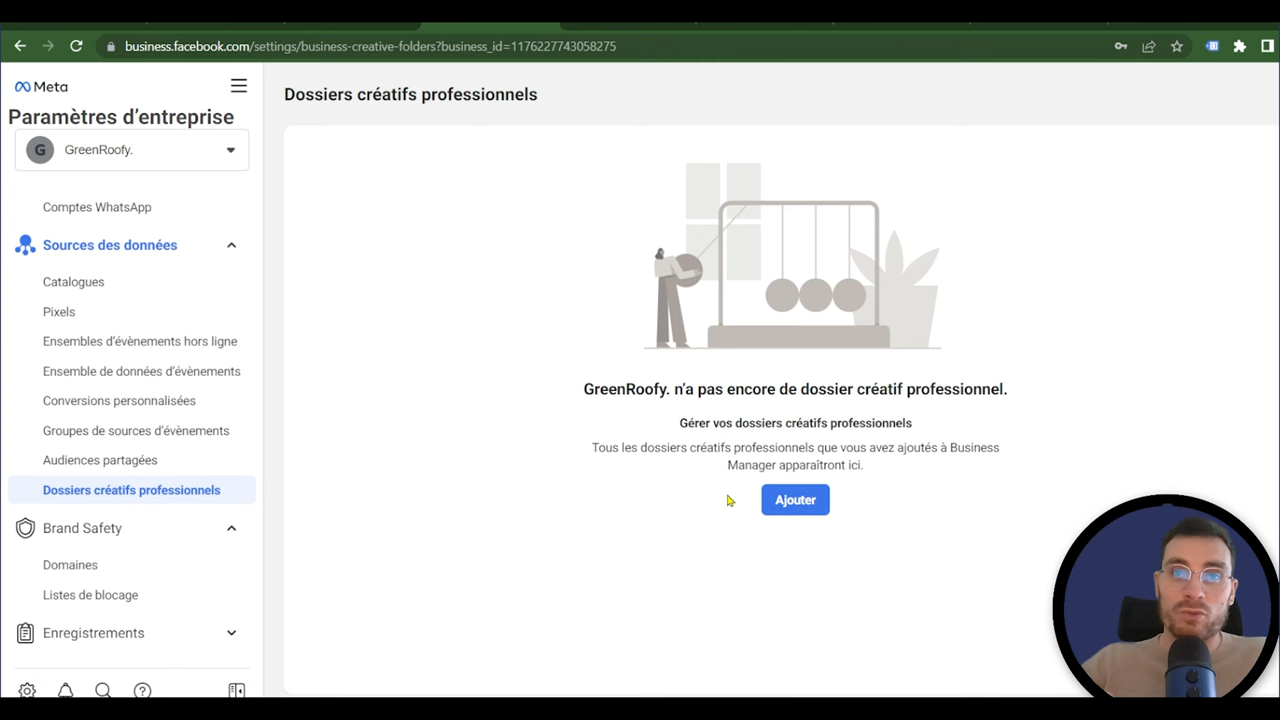 business.facebook.com/settings/business-creative-folders?business_id=1176227743058275
Meta
Paramètres d’entreprise
G GreenRoofy.
Comptes WhatsApp
Sources des données
Catalogues
Pixels
Ensembles d’évènements hors ligne
Ensemble de données d’évènements
Conversions personnalisées
Groupes de sources d’évènements
Audiences partagées
Dossiers créatifs professionnels
Brand Safety
Domaines
Listes de blocage
Enregistrements
Dossiers créatifs professionnels
GreenRoofy. n’a pas encore de dossier créatif professionnel.
Gérer vos dossiers créatifs professionnels
Tous les dossiers créatifs professionnels que vous avez ajoutés à Business
Manager apparaîtront ici.
Ajouter